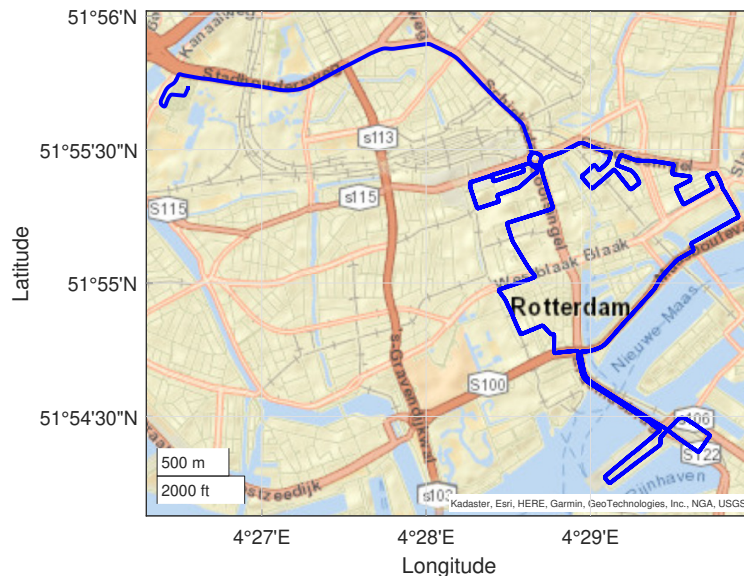 51°56'N
Kanaalweg
Stadhoudersweg
s113
51°55'30"N
s115
S115
Westblaak Blaak
51°55'N
Latitude
Rotterdam
Nieuwe-Maas
's-Gravendijkwal
S100
51°54'30"N
s106
S122
500 m
2000 ft
Rijnhaven
s103
Kadaster, Esri, HERE, Garmin, GeoTechnologies, Inc., NGA, USGS
4°27'E
4°28'E
4°29'E
Longitude